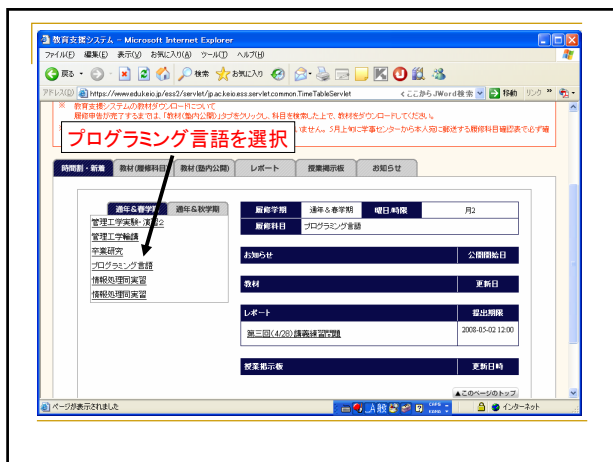 教育支援システム - Microsoft Internet Explorer
ファイル(F) 編集(E) 表示(V) お気に入り(A) ツール(T) ヘルプ(H)
戻る 検索 お気に入り
アドレス(D) https://www.edu.keio.jp/ess2/servlet/jp.ac.keio.ess.servlet.common.TimeTableServlet <ここからJWord検索 移動 リンク
※ 教育支援システムの教材ダウンロードについて
履修申告が完了するまでは、「教材(塾内公開)」タブをクリックし、科目を検索した上で、教材をダウンロードしてください。
いません。5月上旬に学事センターから本人宛に郵送する履修科目確認表で必ず確
プログラミング言語を選択
時間割・新着 教材(履修科目) 教材(塾内公開) レポート 授業掲示板 お知らせ
通年&春学期 通年&秋学期
管理工学実験・演習2
管理工学輪講
卒業研究
プログラミング言語
情報処理同実習
情報処理同実習
履修学期 通年&春学期 曜日/時限 月2
履修科目 プログラミング言語
お知らせ 公開開始日
教材 更新日
レポート 提出期限
第三回(4/28)講義練習問題 2008-05-02 12:00
授業掲示板 更新日時
▲このページのトップ
ページが表示されました
A 般
CAPS
KANA
インターネット